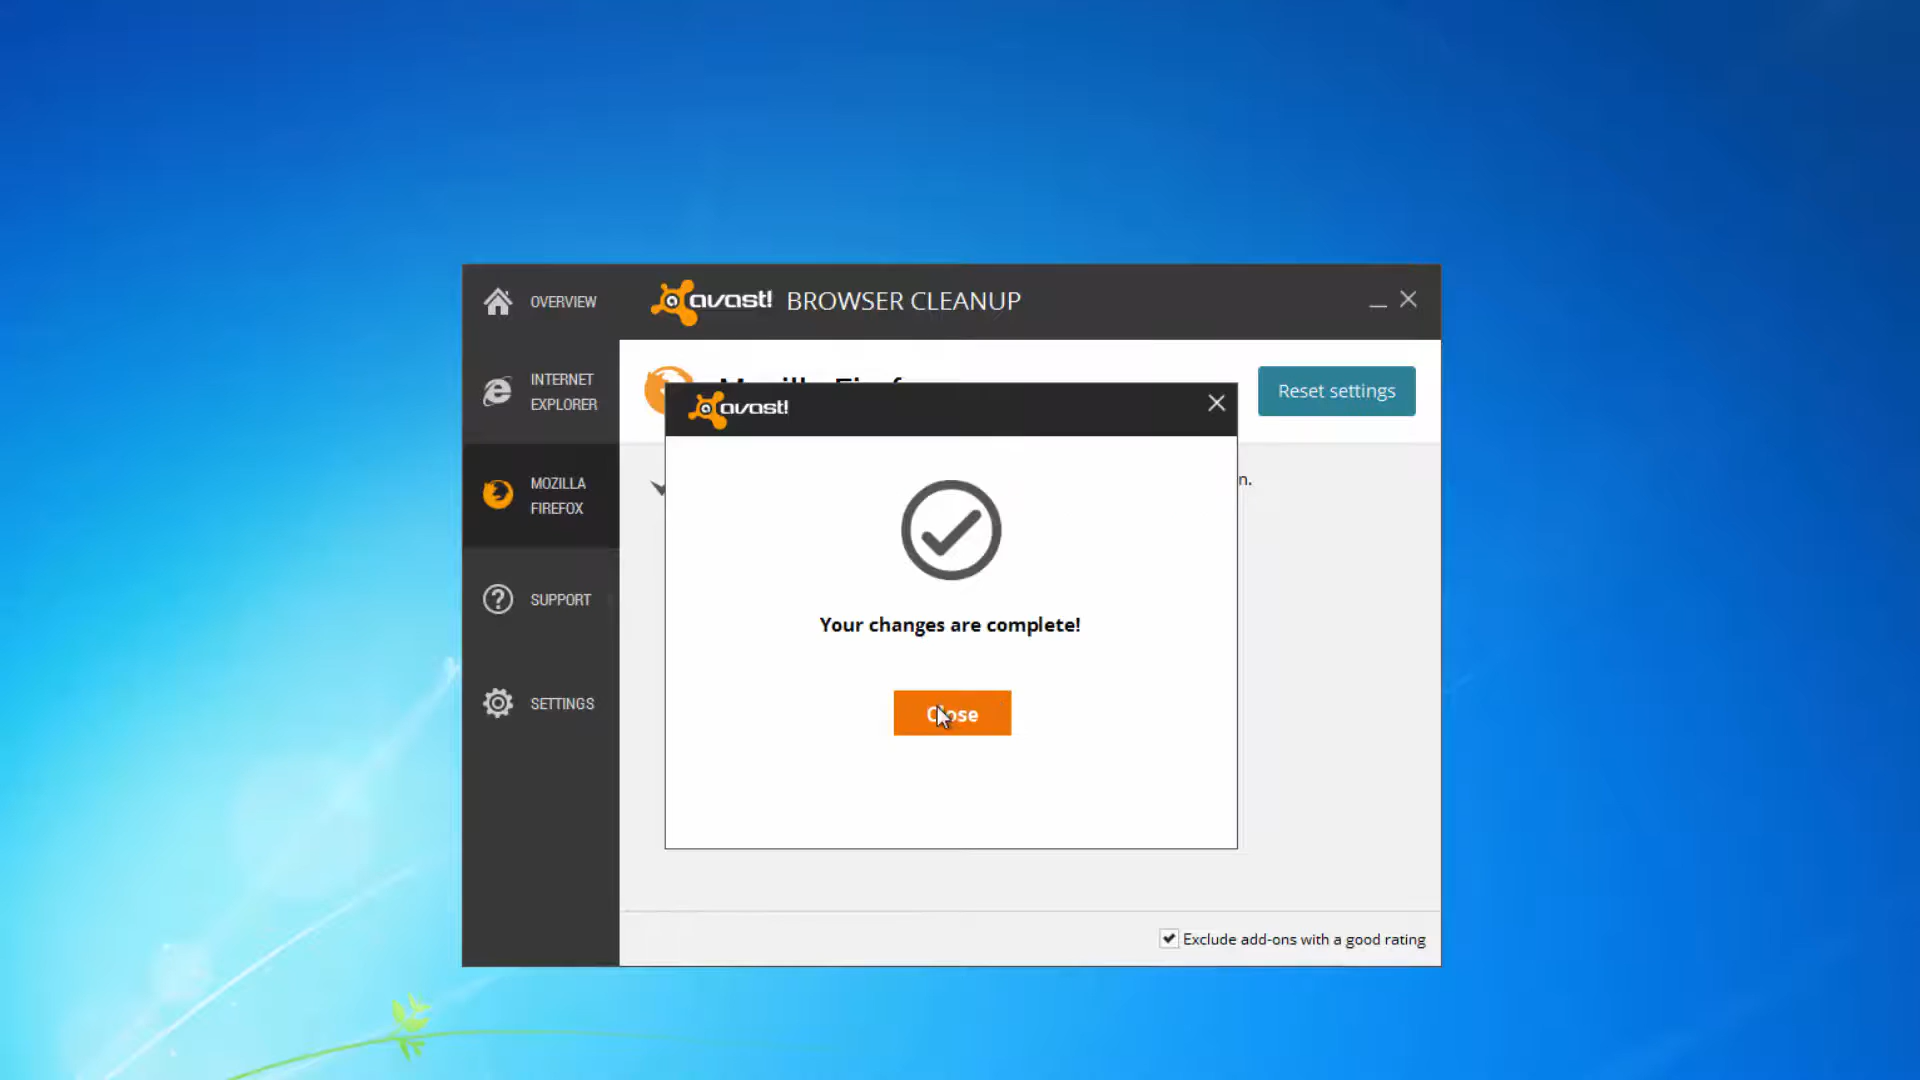 OVERVIEW
avast! BROWSER CLEANUP
INTERNET
EXPLORER
Reset settings
avast!
MOZILLA
FIREFOX
n.
SUPPORT
Your changes are complete!
SETTINGS
Close
Exclude add-ons with a good rating